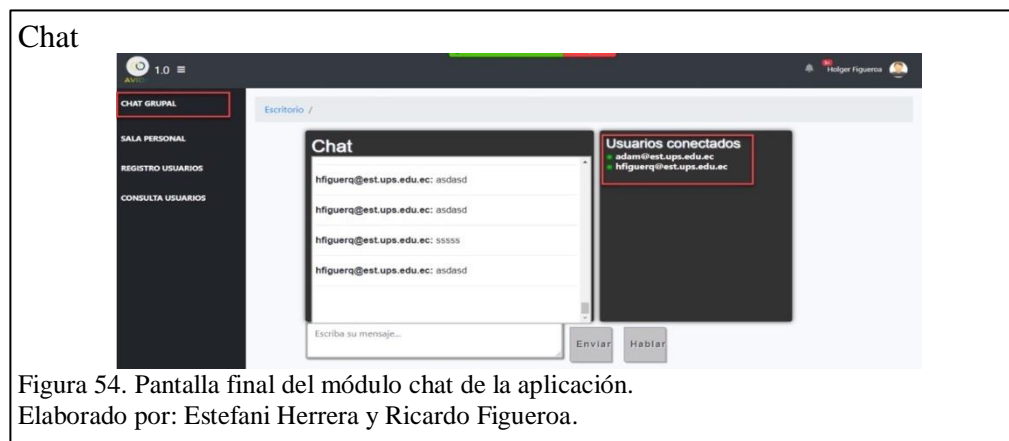 Chat
1.0
Holger Figueroa
CHAT GRUPAL
Escritorio /
SALA PERSONAL
REGISTRO USUARIOS
CONSULTA USUARIOS
Chat
hfiguerq@est.ups.edu.ec: asdasd
hfiguerq@est.ups.edu.ec: asdasd
hfiguerq@est.ups.edu.ec: sssss
hfiguerq@est.ups.edu.ec: asdasd
Usuarios conectados
adam@est.ups.edu.ec
hfiguerq@est.ups.edu.ec
Escriba su mensaje...
Enviar
Hablar
Figura 54. Pantalla final del módulo chat de la aplicación.
Elaborado por: Estefani Herrera y Ricardo Figueroa.